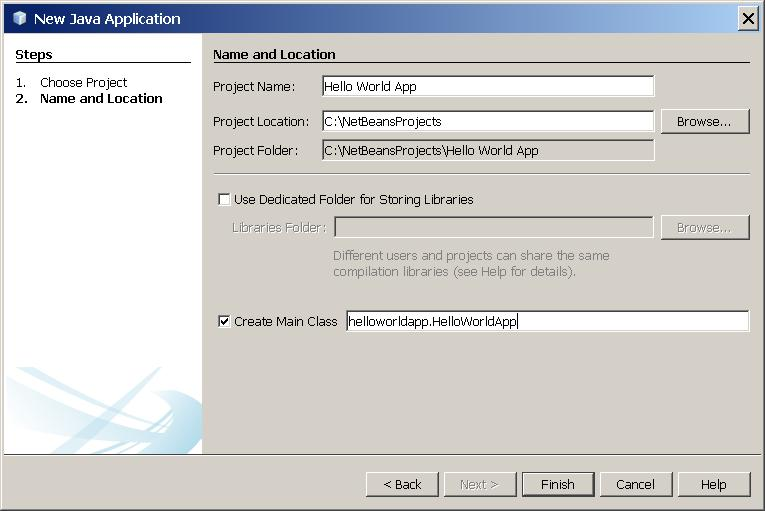 New Java Application
Steps
1. Choose Project
2. Name and Location
Name and Location
Project Name: Hello World App
Project Location: C:\NetBeansProjects Browse...
Project Folder: C:\NetBeansProjects\Hello World App
Use Dedicated Folder for Storing Libraries
Libraries Folder: Browse...
Different users and projects can share the same
compilation libraries (see Help for details).
Create Main Class helloworldapp.HelloWorldApp
< Back Next > Finish Cancel Help